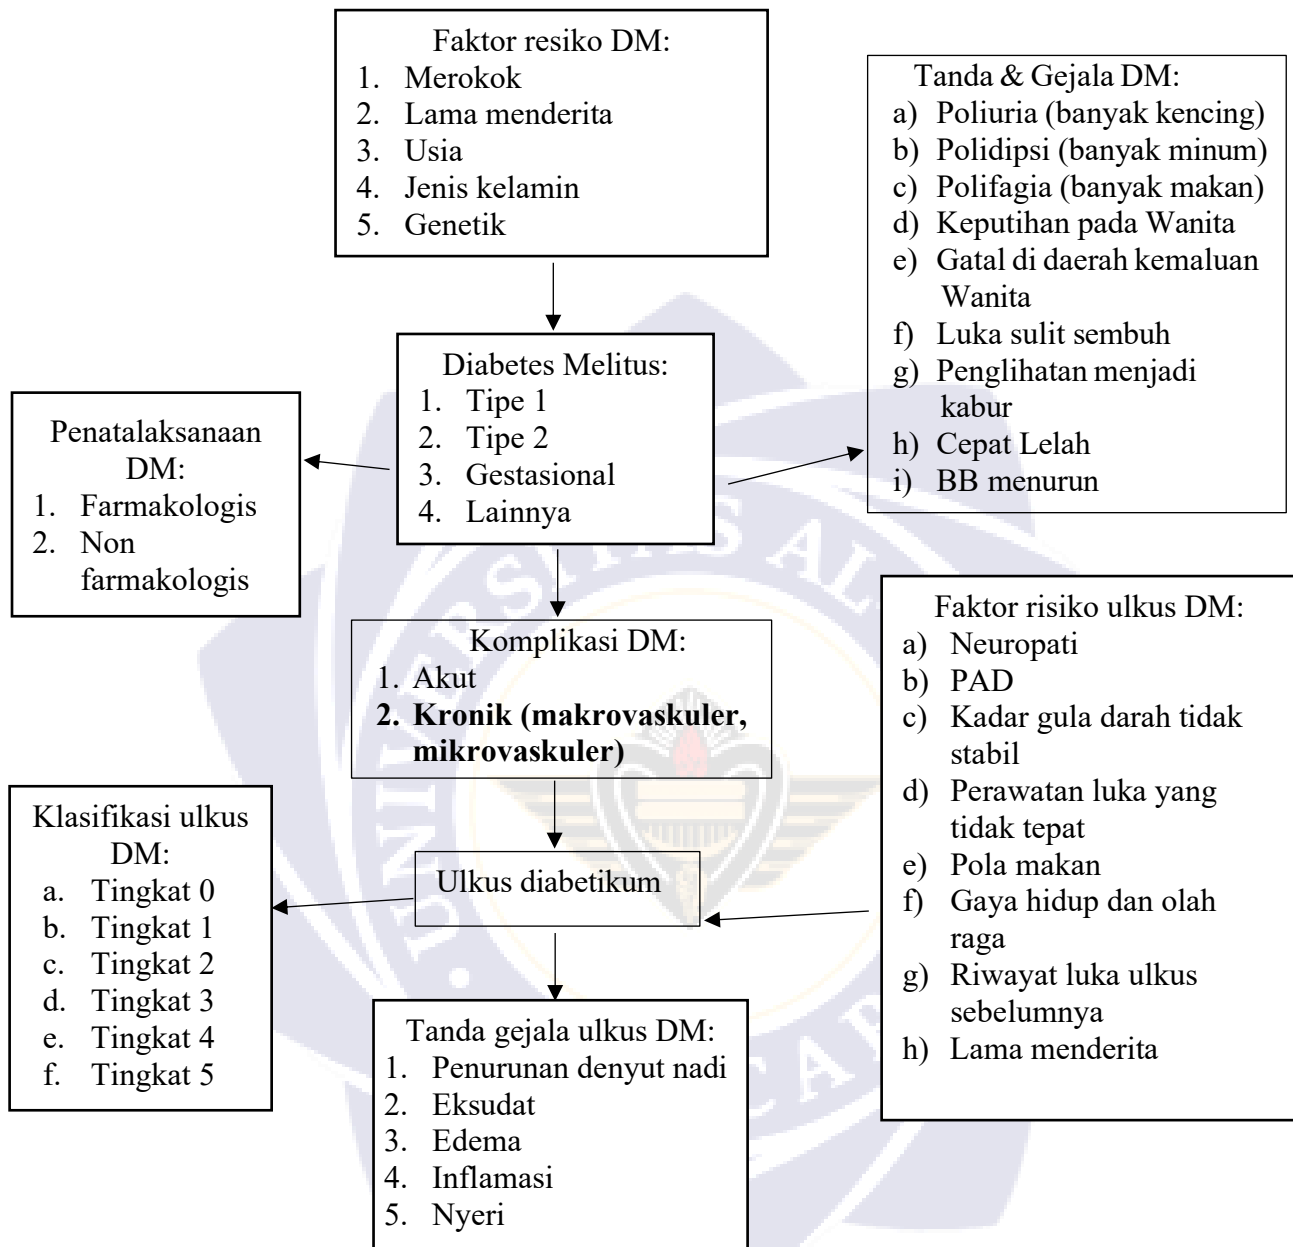 Faktor resiko DM:
1. Merokok
2. Lama menderita
3. Usia
4. Jenis kelamin
5. Genetik
Tanda & Gejala DM:
a) Poliuria (banyak kencing)
b) Polidipsi (banyak minum)
c) Polifagia (banyak makan)
d) Keputihan pada Wanita
e) Gatal di daerah kemaluan
Wanita
f) Luka sulit sembuh
g) Penglihatan menjadi
kabur
h) Cepat Lelah
i) BB menurun
Diabetes Melitus:
1. Tipe 1
2. Tipe 2
3. Gestasional
4. Lainnya
Penatalaksanaan
DM:
1. Farmakologis
2. Non
farmakologis
Komplikasi DM:
1. Akut
2. Kronik (makrovaskuler,
mikrovaskuler)
Faktor risiko ulkus DM:
a) Neuropati
b) PAD
c) Kadar gula darah tidak
stabil
d) Perawatan luka yang
tidak tepat
e) Pola makan
f) Gaya hidup dan olah
raga
g) Riwayat luka ulkus
sebelumnya
h) Lama menderita
Klasifikasi ulkus
DM:
a. Tingkat 0
b. Tingkat 1
c. Tingkat 2
d. Tingkat 3
e. Tingkat 4
f. Tingkat 5
Ulkus diabetikum
Tanda gejala ulkus DM:
1. Penurunan denyut nadi
2. Eksudat
3. Edema
4. Inflamasi
5. Nyeri
UNIVERSITAS AL